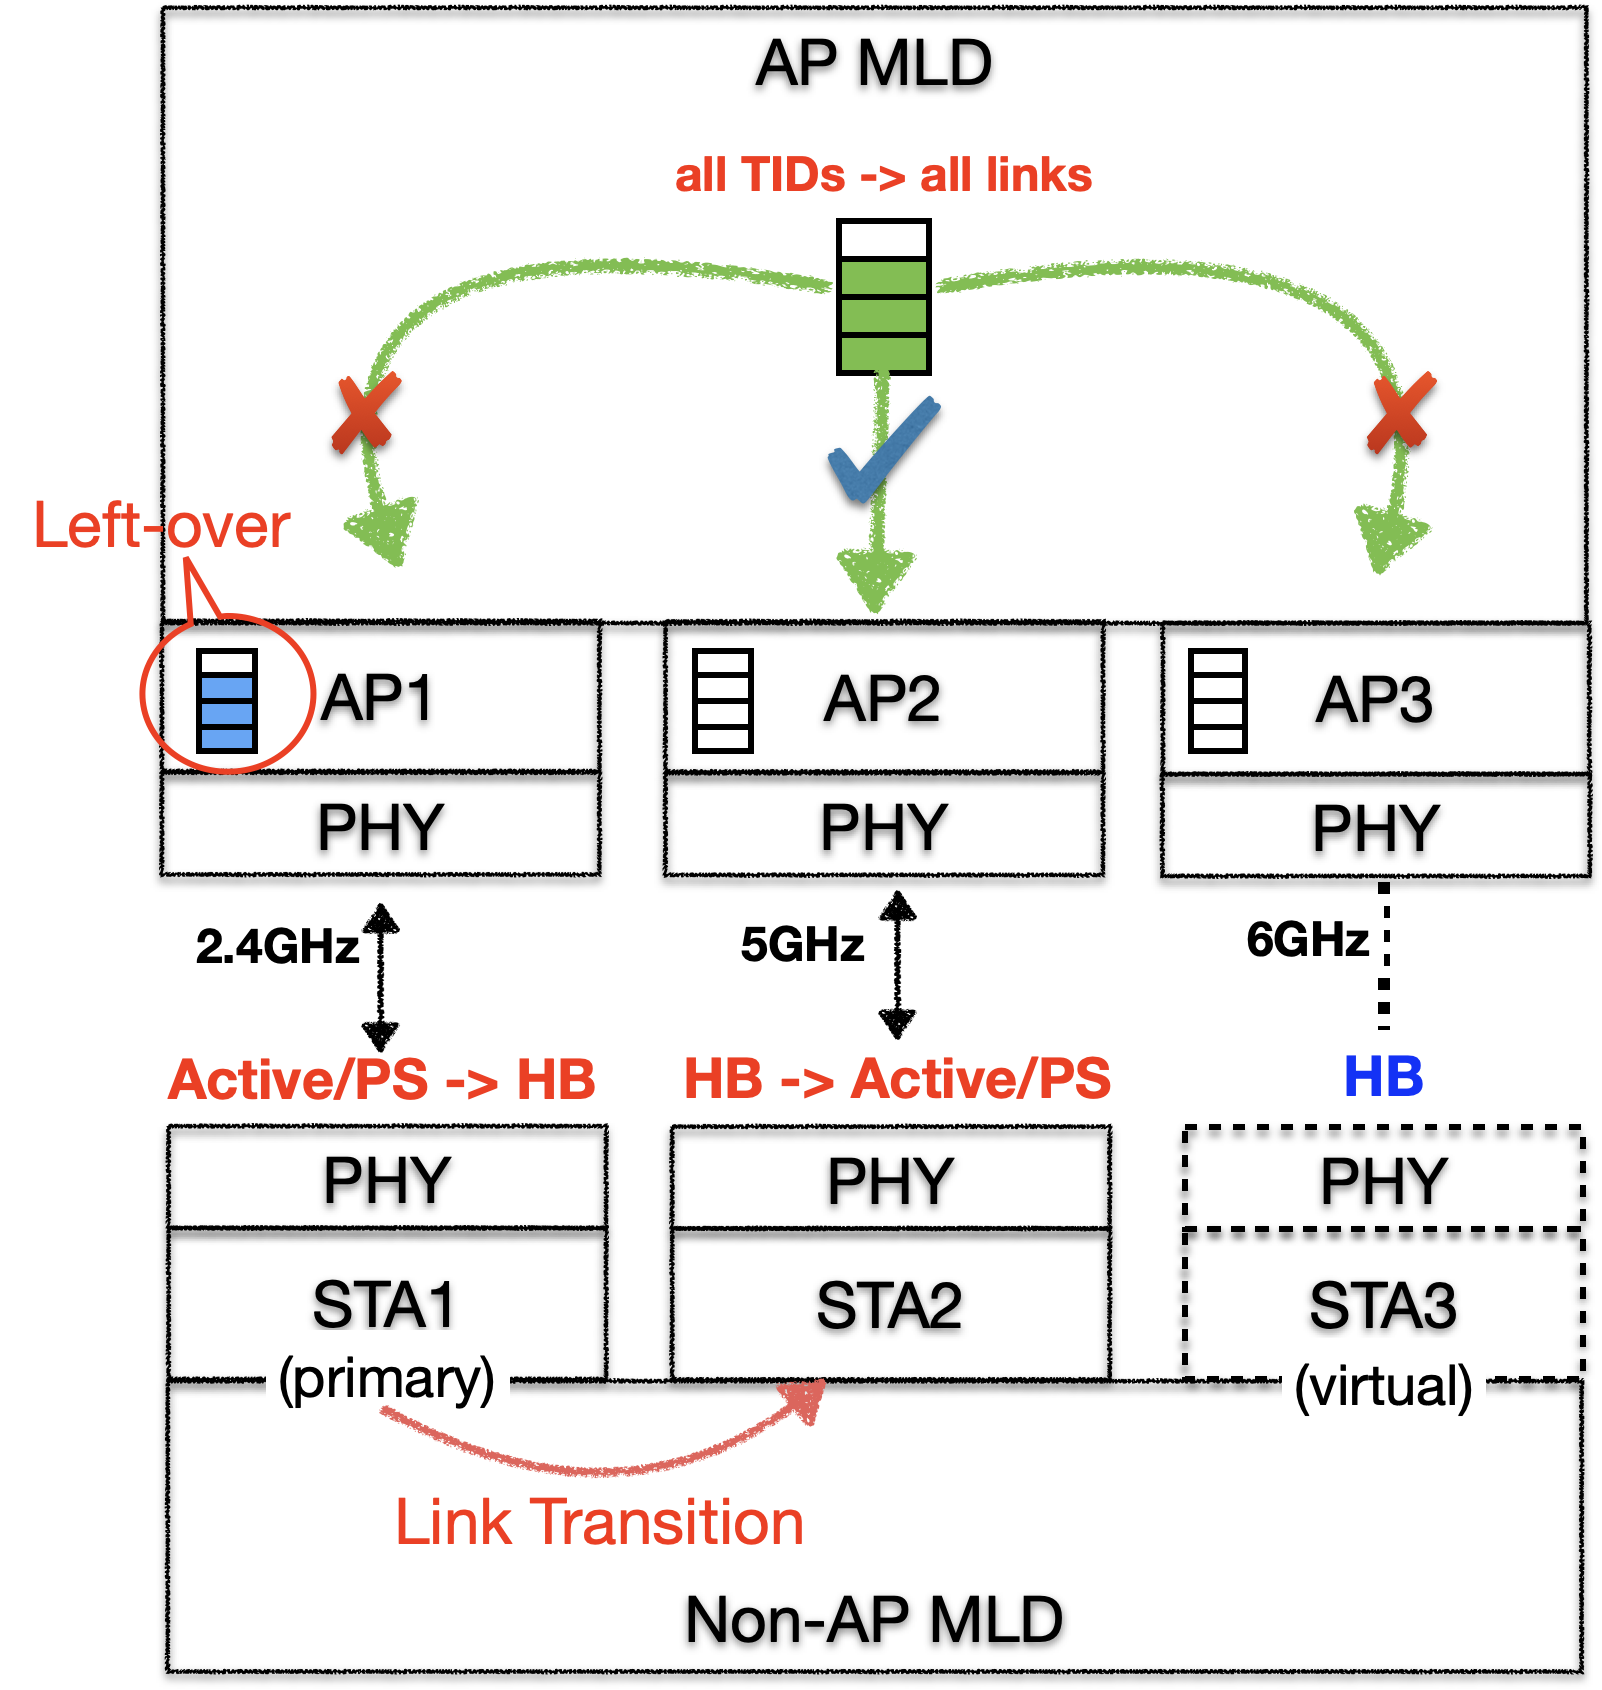 AP MLD
all TIDs -> all links
Left-over
AP1
AP2
AP3
PHY
PHY
PHY
2.4GHz
5GHz
6GHz
Active/PS -> HB
HB -> Active/PS
HB
PHY
PHY
PHY
STA1
STA2
STA3
(primary)
(virtual)
Link Transition
Non-AP MLD